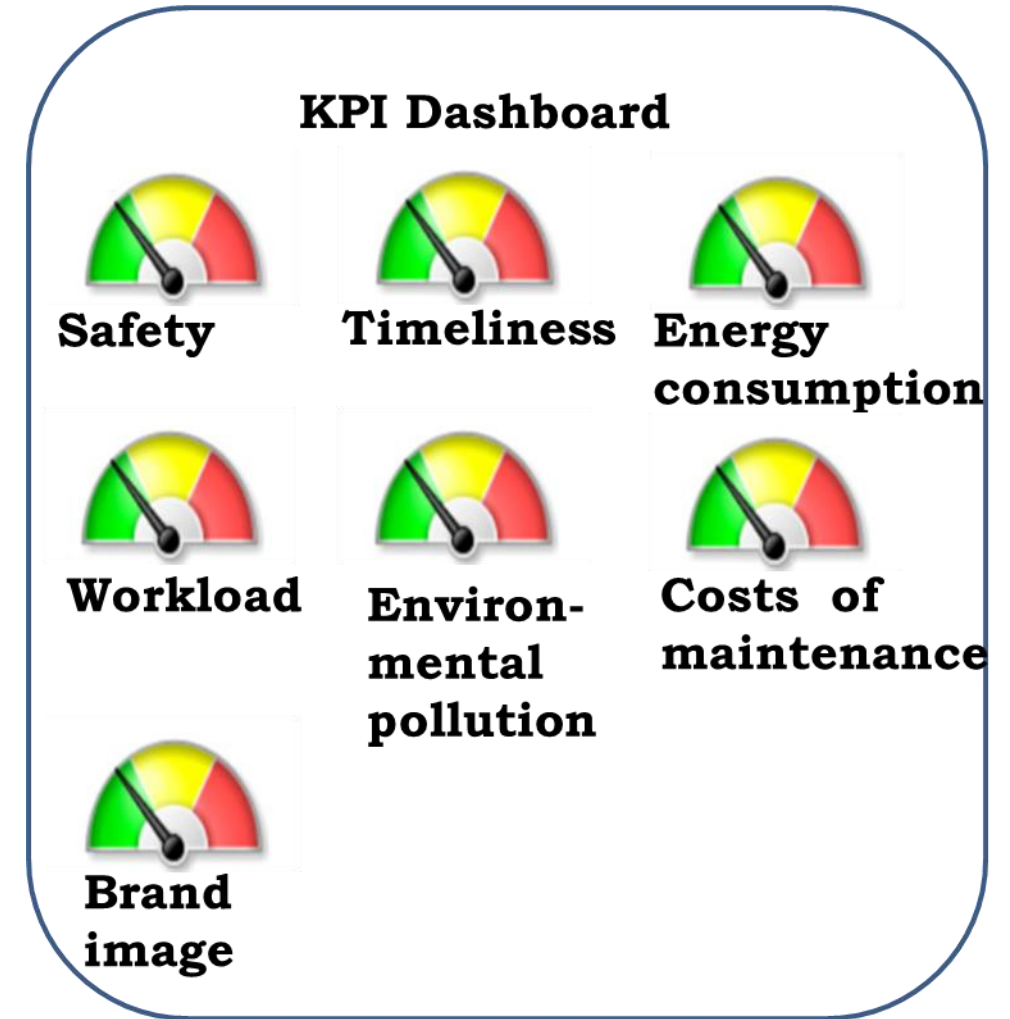 KPI Dashboard
Safety
Timeliness
Energy
consumption
Workload
Environ-
mental
pollution
Costs of
maintenance
Brand
image